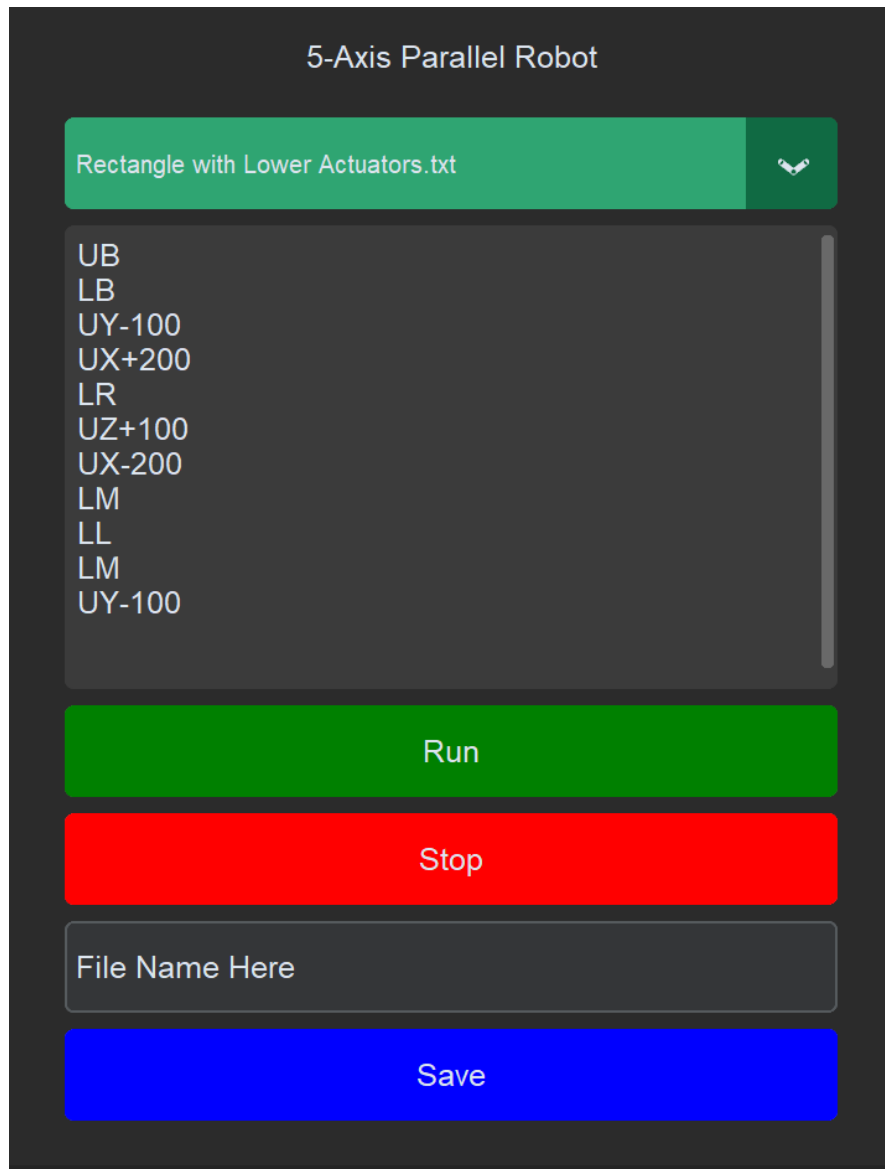 5-Axis Parallel Robot
Rectangle with Lower Actuators.txt
UB
LB
UY-100
UX+200
LR
UZ+100
UX-200
LM
LL
LM
UY-100
Run
Stop
File Name Here
Save